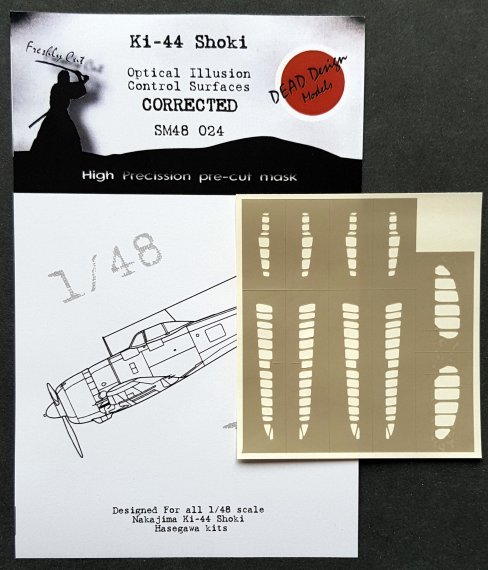 Ki-44 Shoki
Freshly Cut
Optical Illusion
Control Surfaces
CORRECTED
SM48 024
DEAD Design
Models
High Precission pre-cut mask
1/48
Designed For all 1/48 scale
Nakajima Ki-44 Shoki
Hasegawa kits